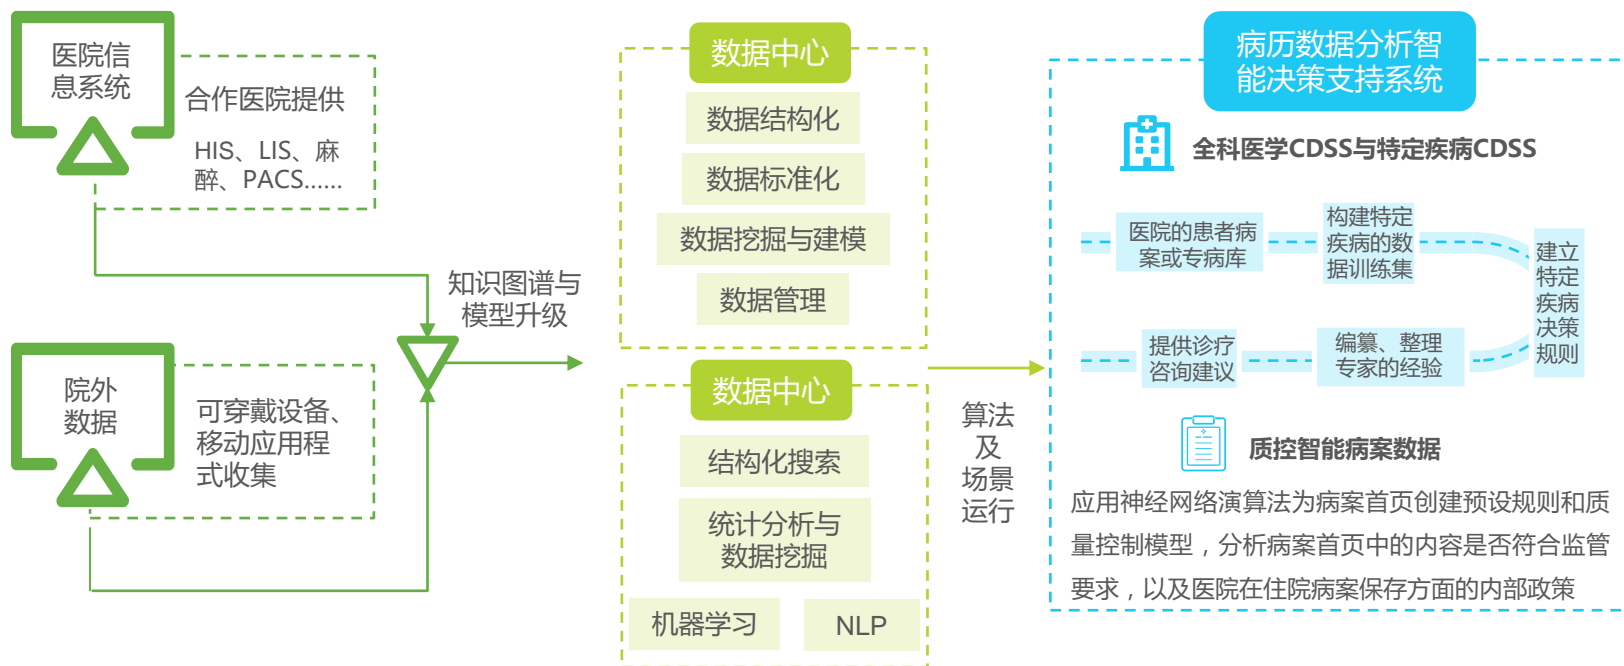 医院信
息系统
合作医院提供
HIS、LIS、麻
醉、PACS......
院外
数据
可穿戴设备、
移动应用程
式收集
知识图谱与
模型升级
数据中心
数据结构化
数据标准化
数据挖掘与建模
数据管理
数据中心
结构化搜索
统计分析与
数据挖掘
机器学习
NLP
算法
及
场景
运行
病历数据分析智
能决策支持系统
全科医学CDSS与特定疾病CDSS
医院的患者病
案或专病库
构建特定
疾病的数
据训练集
建立
特定
疾病
决策
规则
编纂、整理
专家的经验
提供诊疗
咨询建议
质控智能病案数据
应用神经网络演算法为病案首页创建预设规则和质
量控制模型，分析病案首页中的内容是否符合监管
要求，以及医院在住院病案保存方面的内部政策